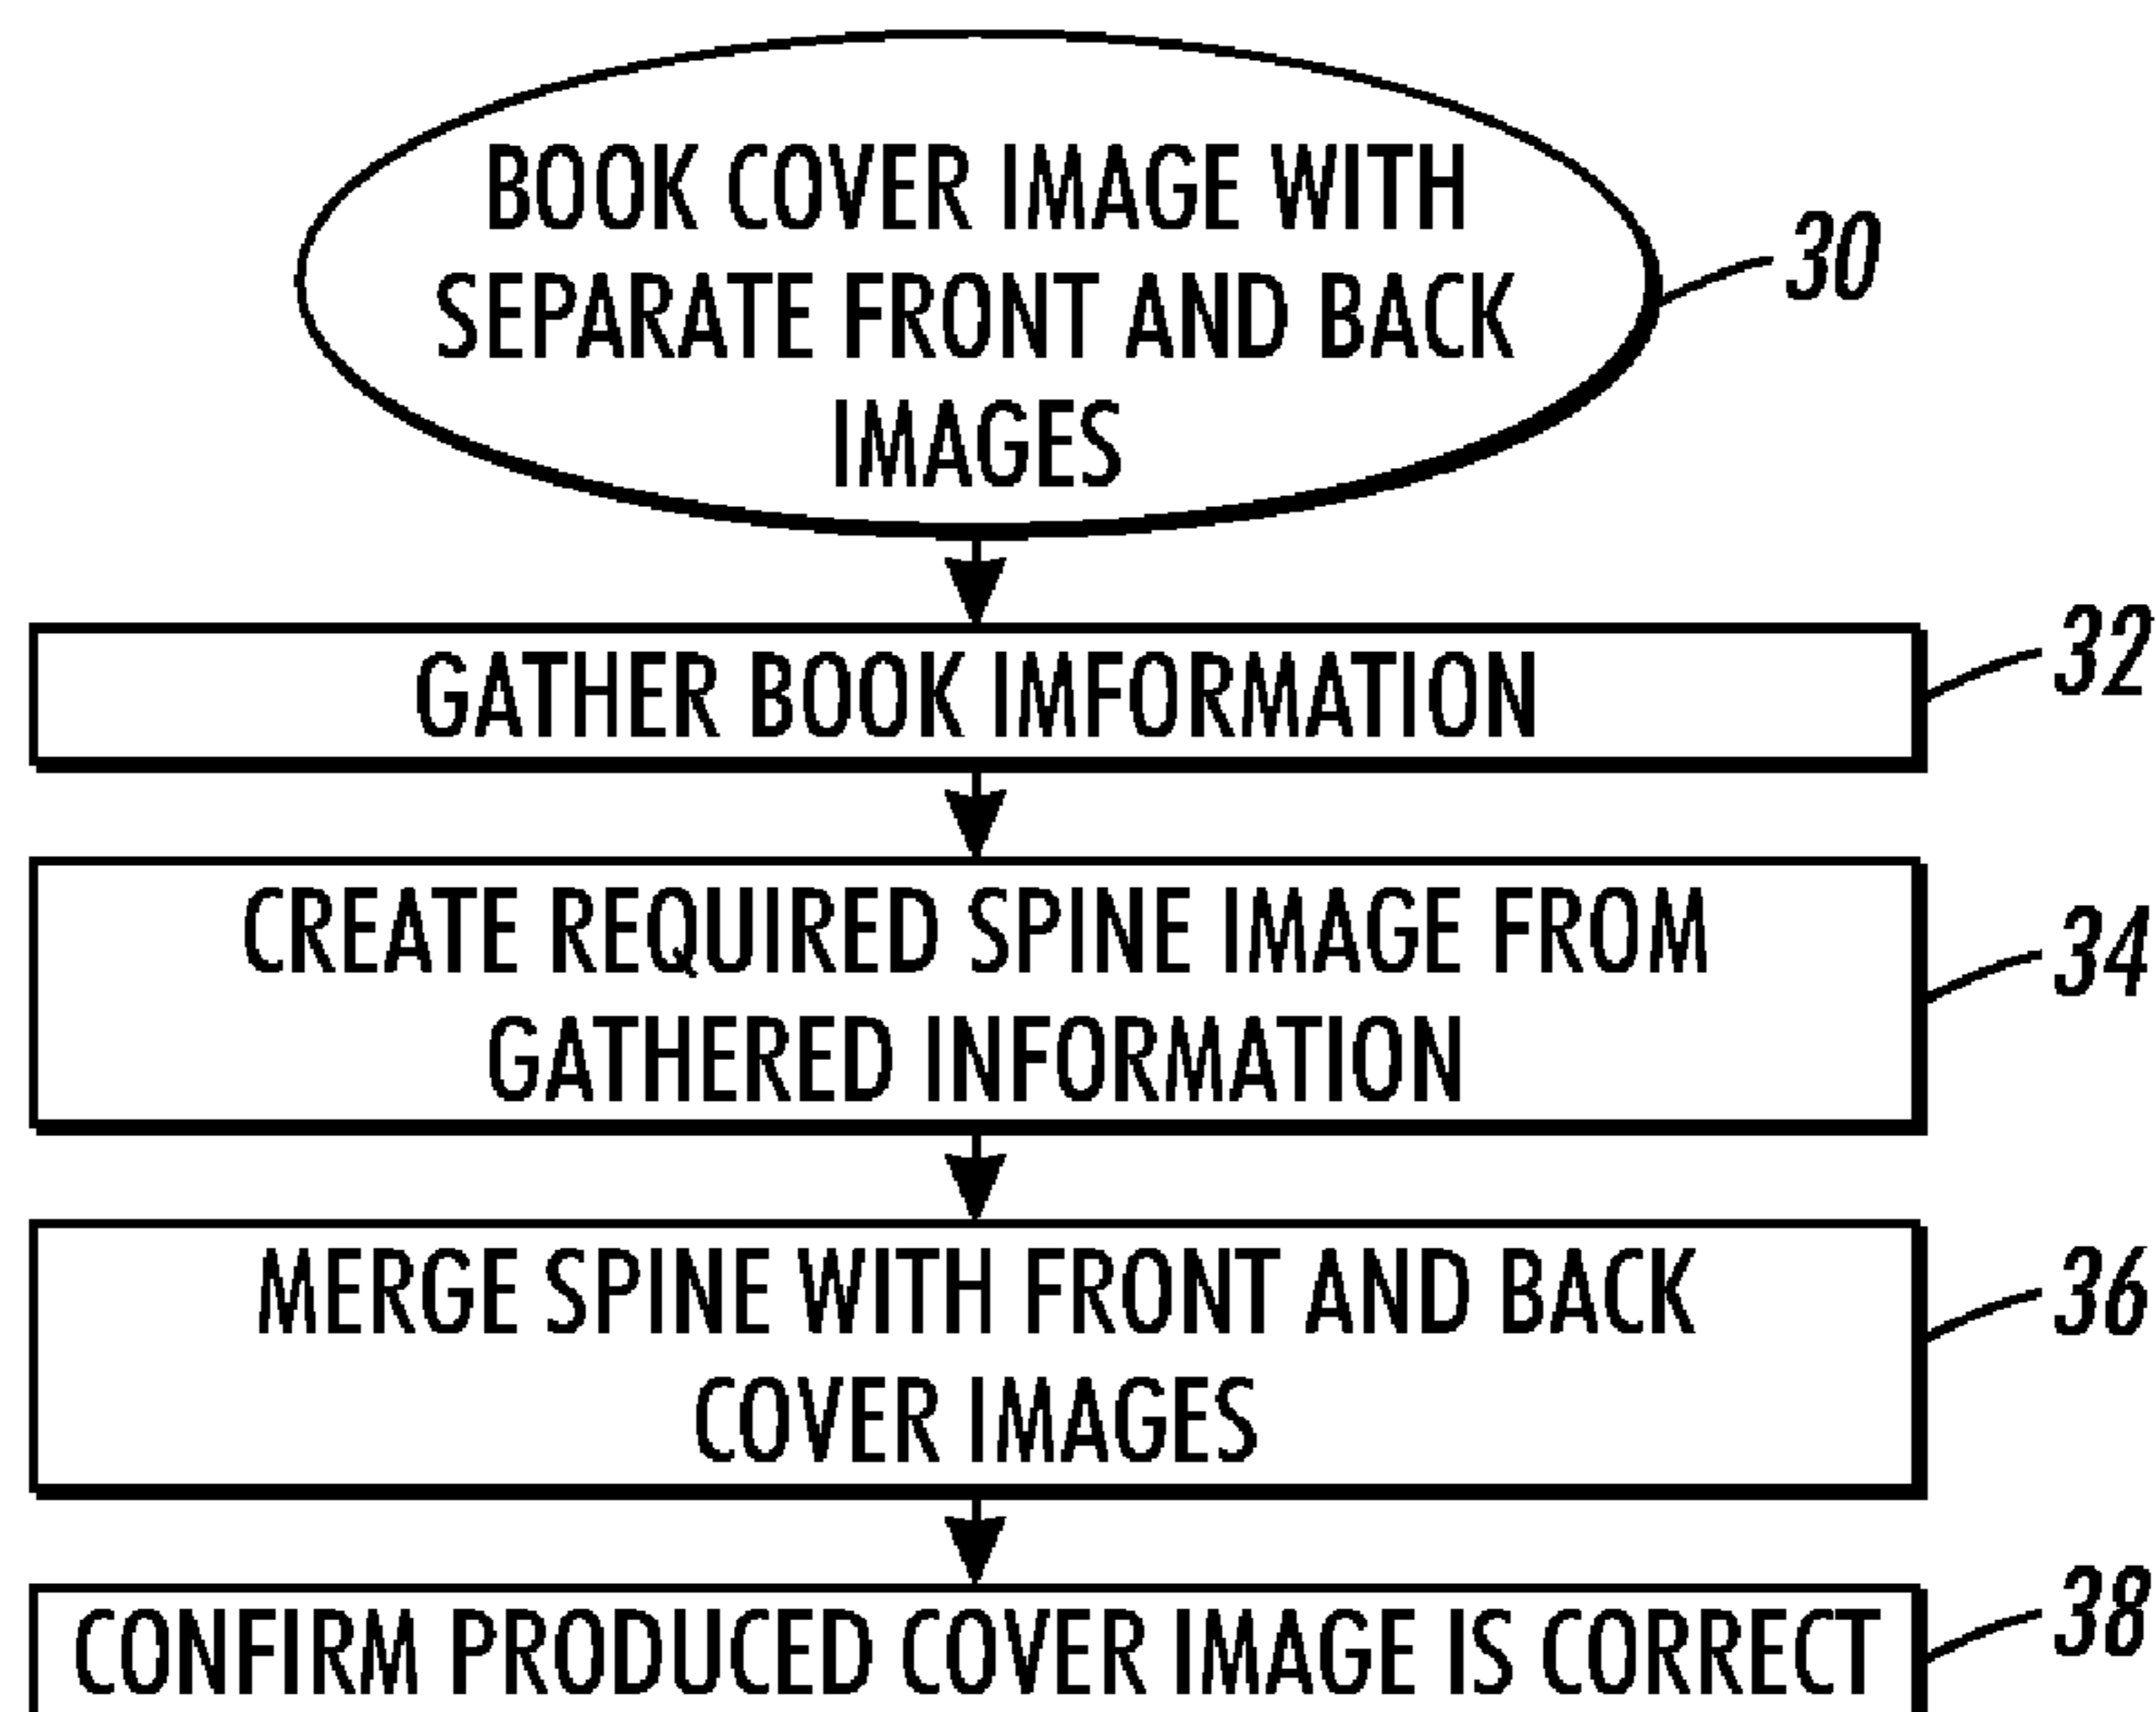 BOOK COVER IMAGE WITH
SEPARATE FRONT AND BACK
IMAGES
30
GATHER BOOK IMFORMATION
32
CREATE REQUIRED SPINE IMAGE FROM
GATHERED INFORMATION
34
MERGE SPINE WITH FRONT AND BACK
COVER IMAGES
36
CONFIRM PRODUCED COVER IMAGE IS CORRECT
38